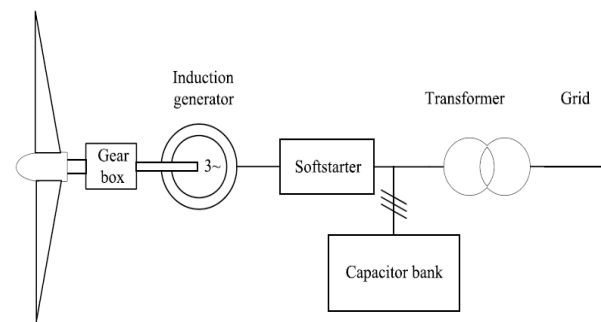 Induction
generator
Transformer
Grid
Gear
box
3~
Softstarter
Capacitor bank